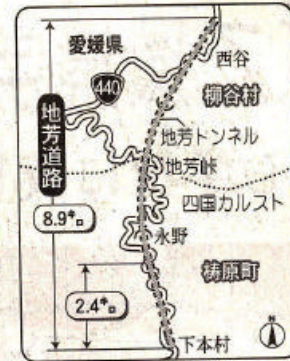 愛媛県
西谷
440
柳谷村
地芳道路
地芳トンネル
地芳峠
四国カルスト
8.9㌔
永野
梼原町
2.4㌔
下本村
N